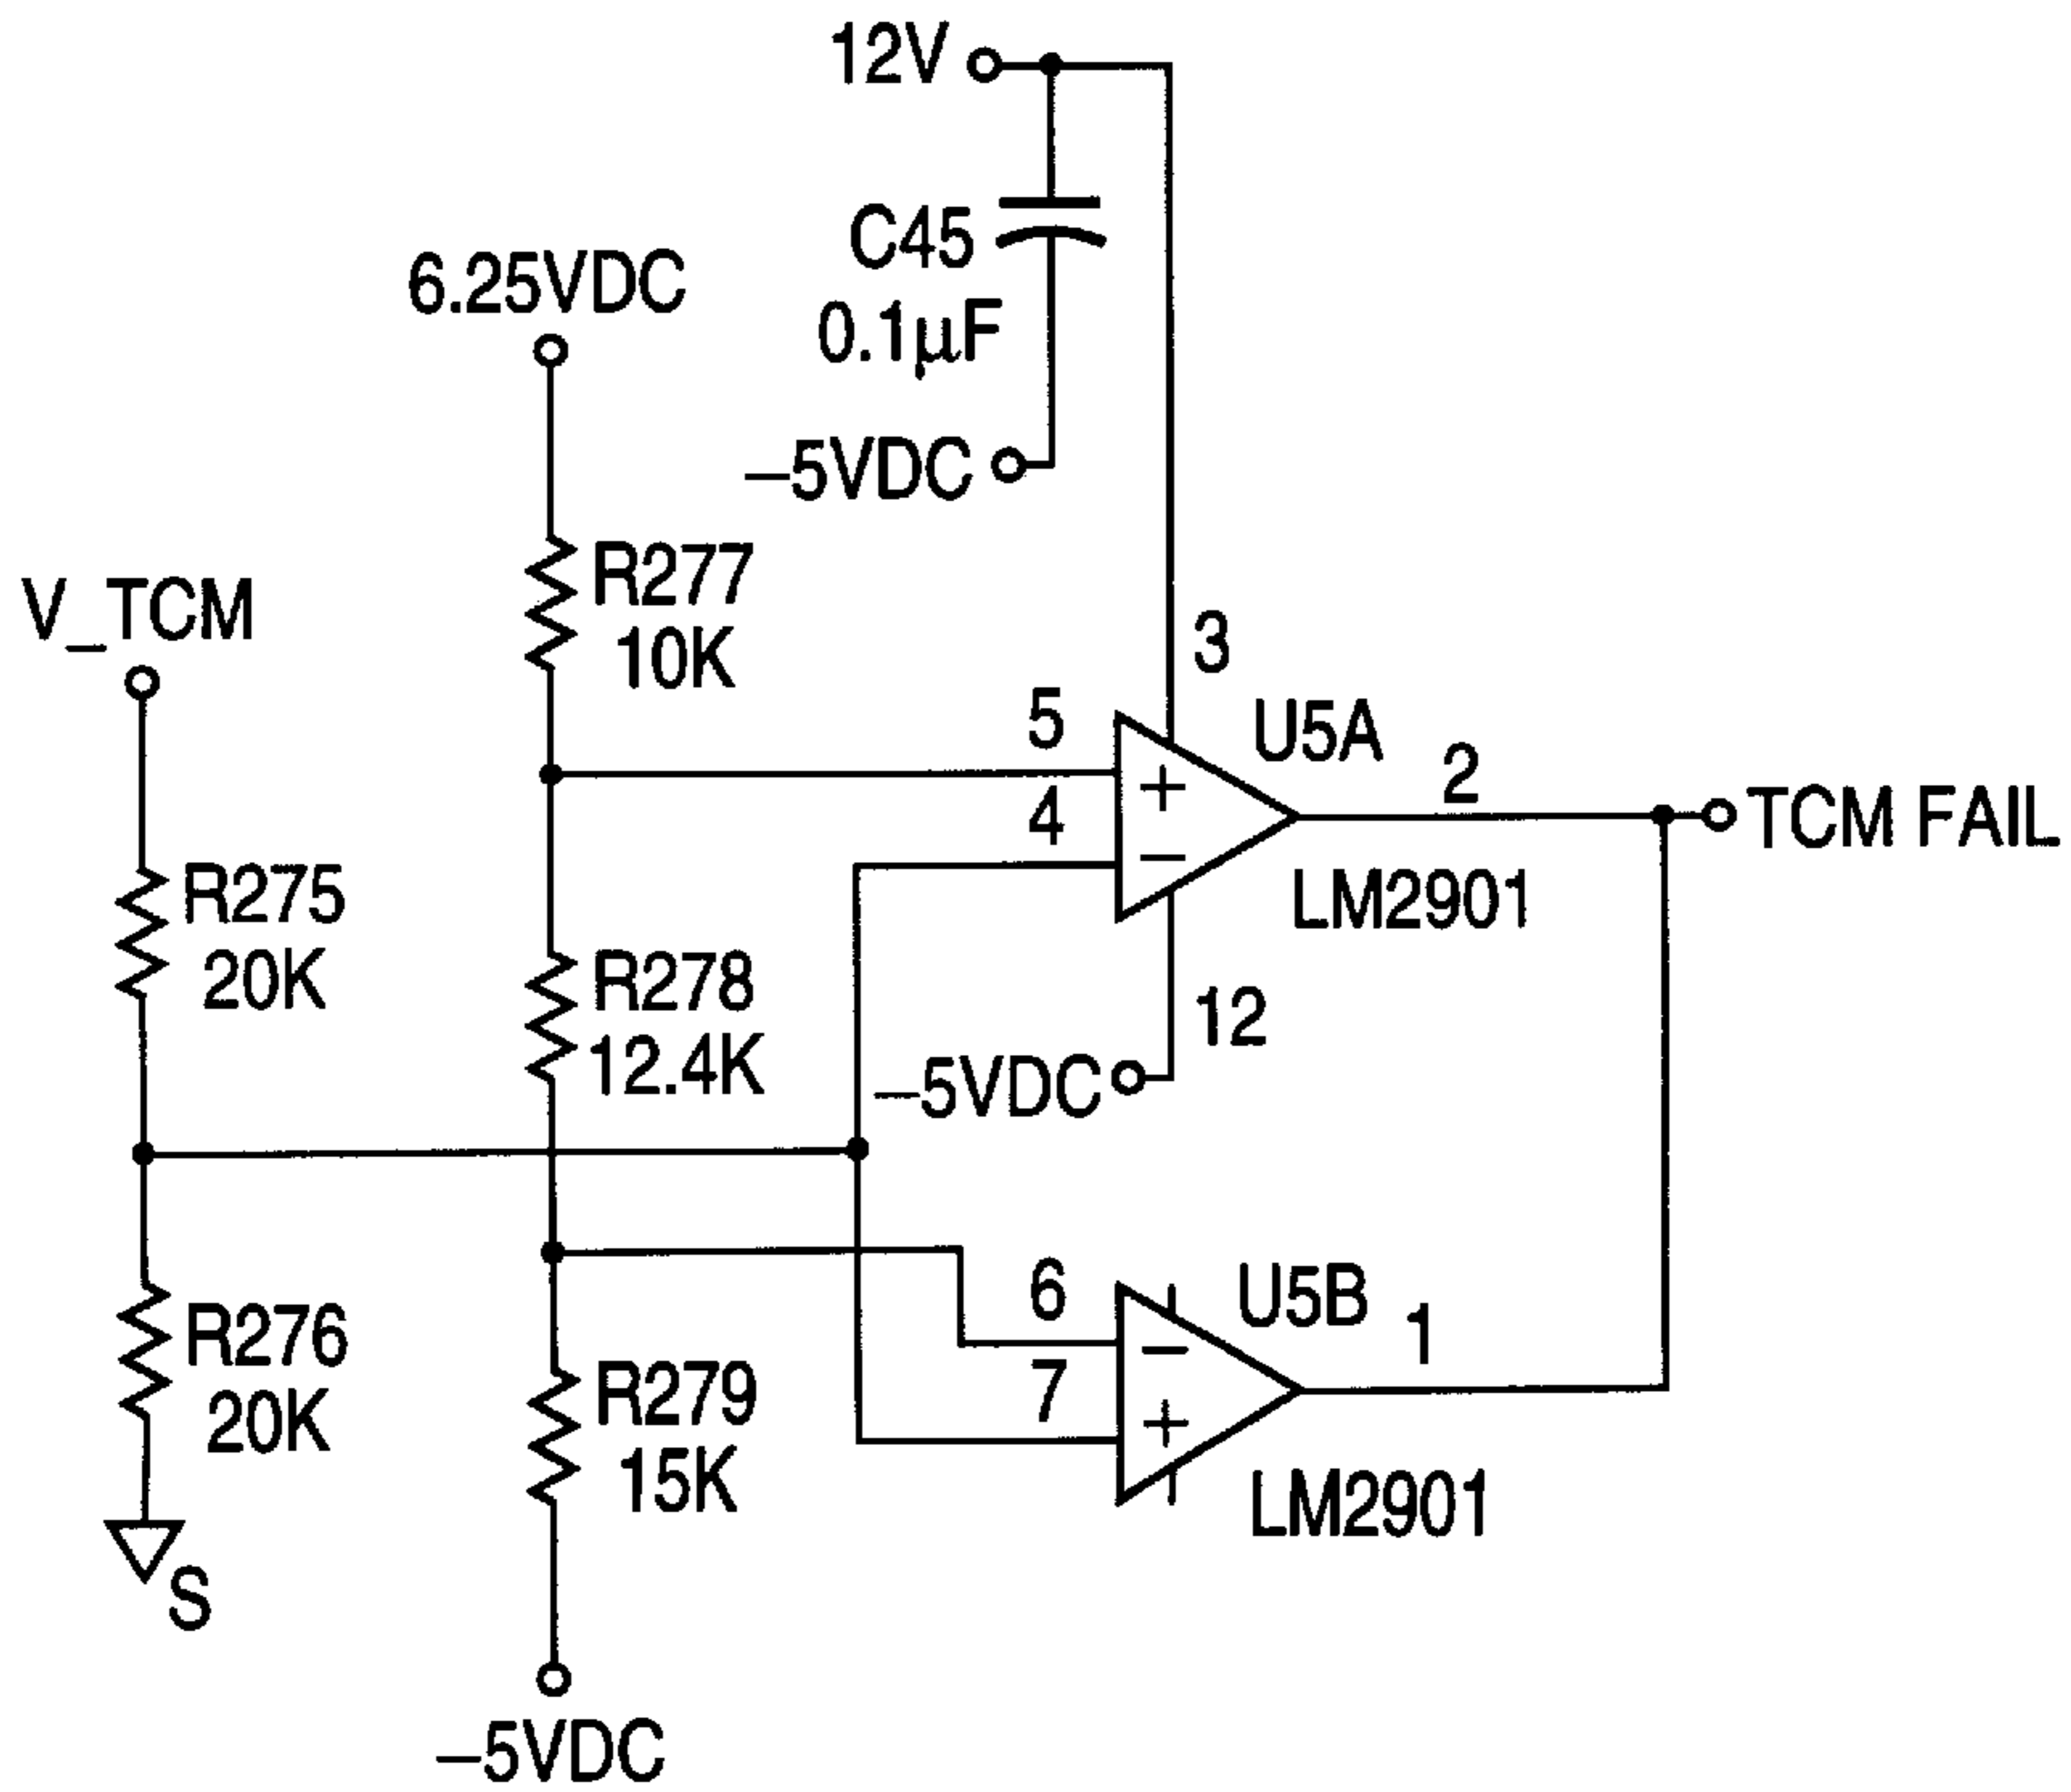 12V
C45
0.1µF
–5VDC
6.25VDC
R277
10K
V_TCM
3
5
U5A
2
+
4
TCM FAIL
–
LM2901
R275
20K
R278
12.4K
12
–5VDC
6
U5B
1
–
7
+
LM2901
R276
20K
R279
15K
S
–5VDC